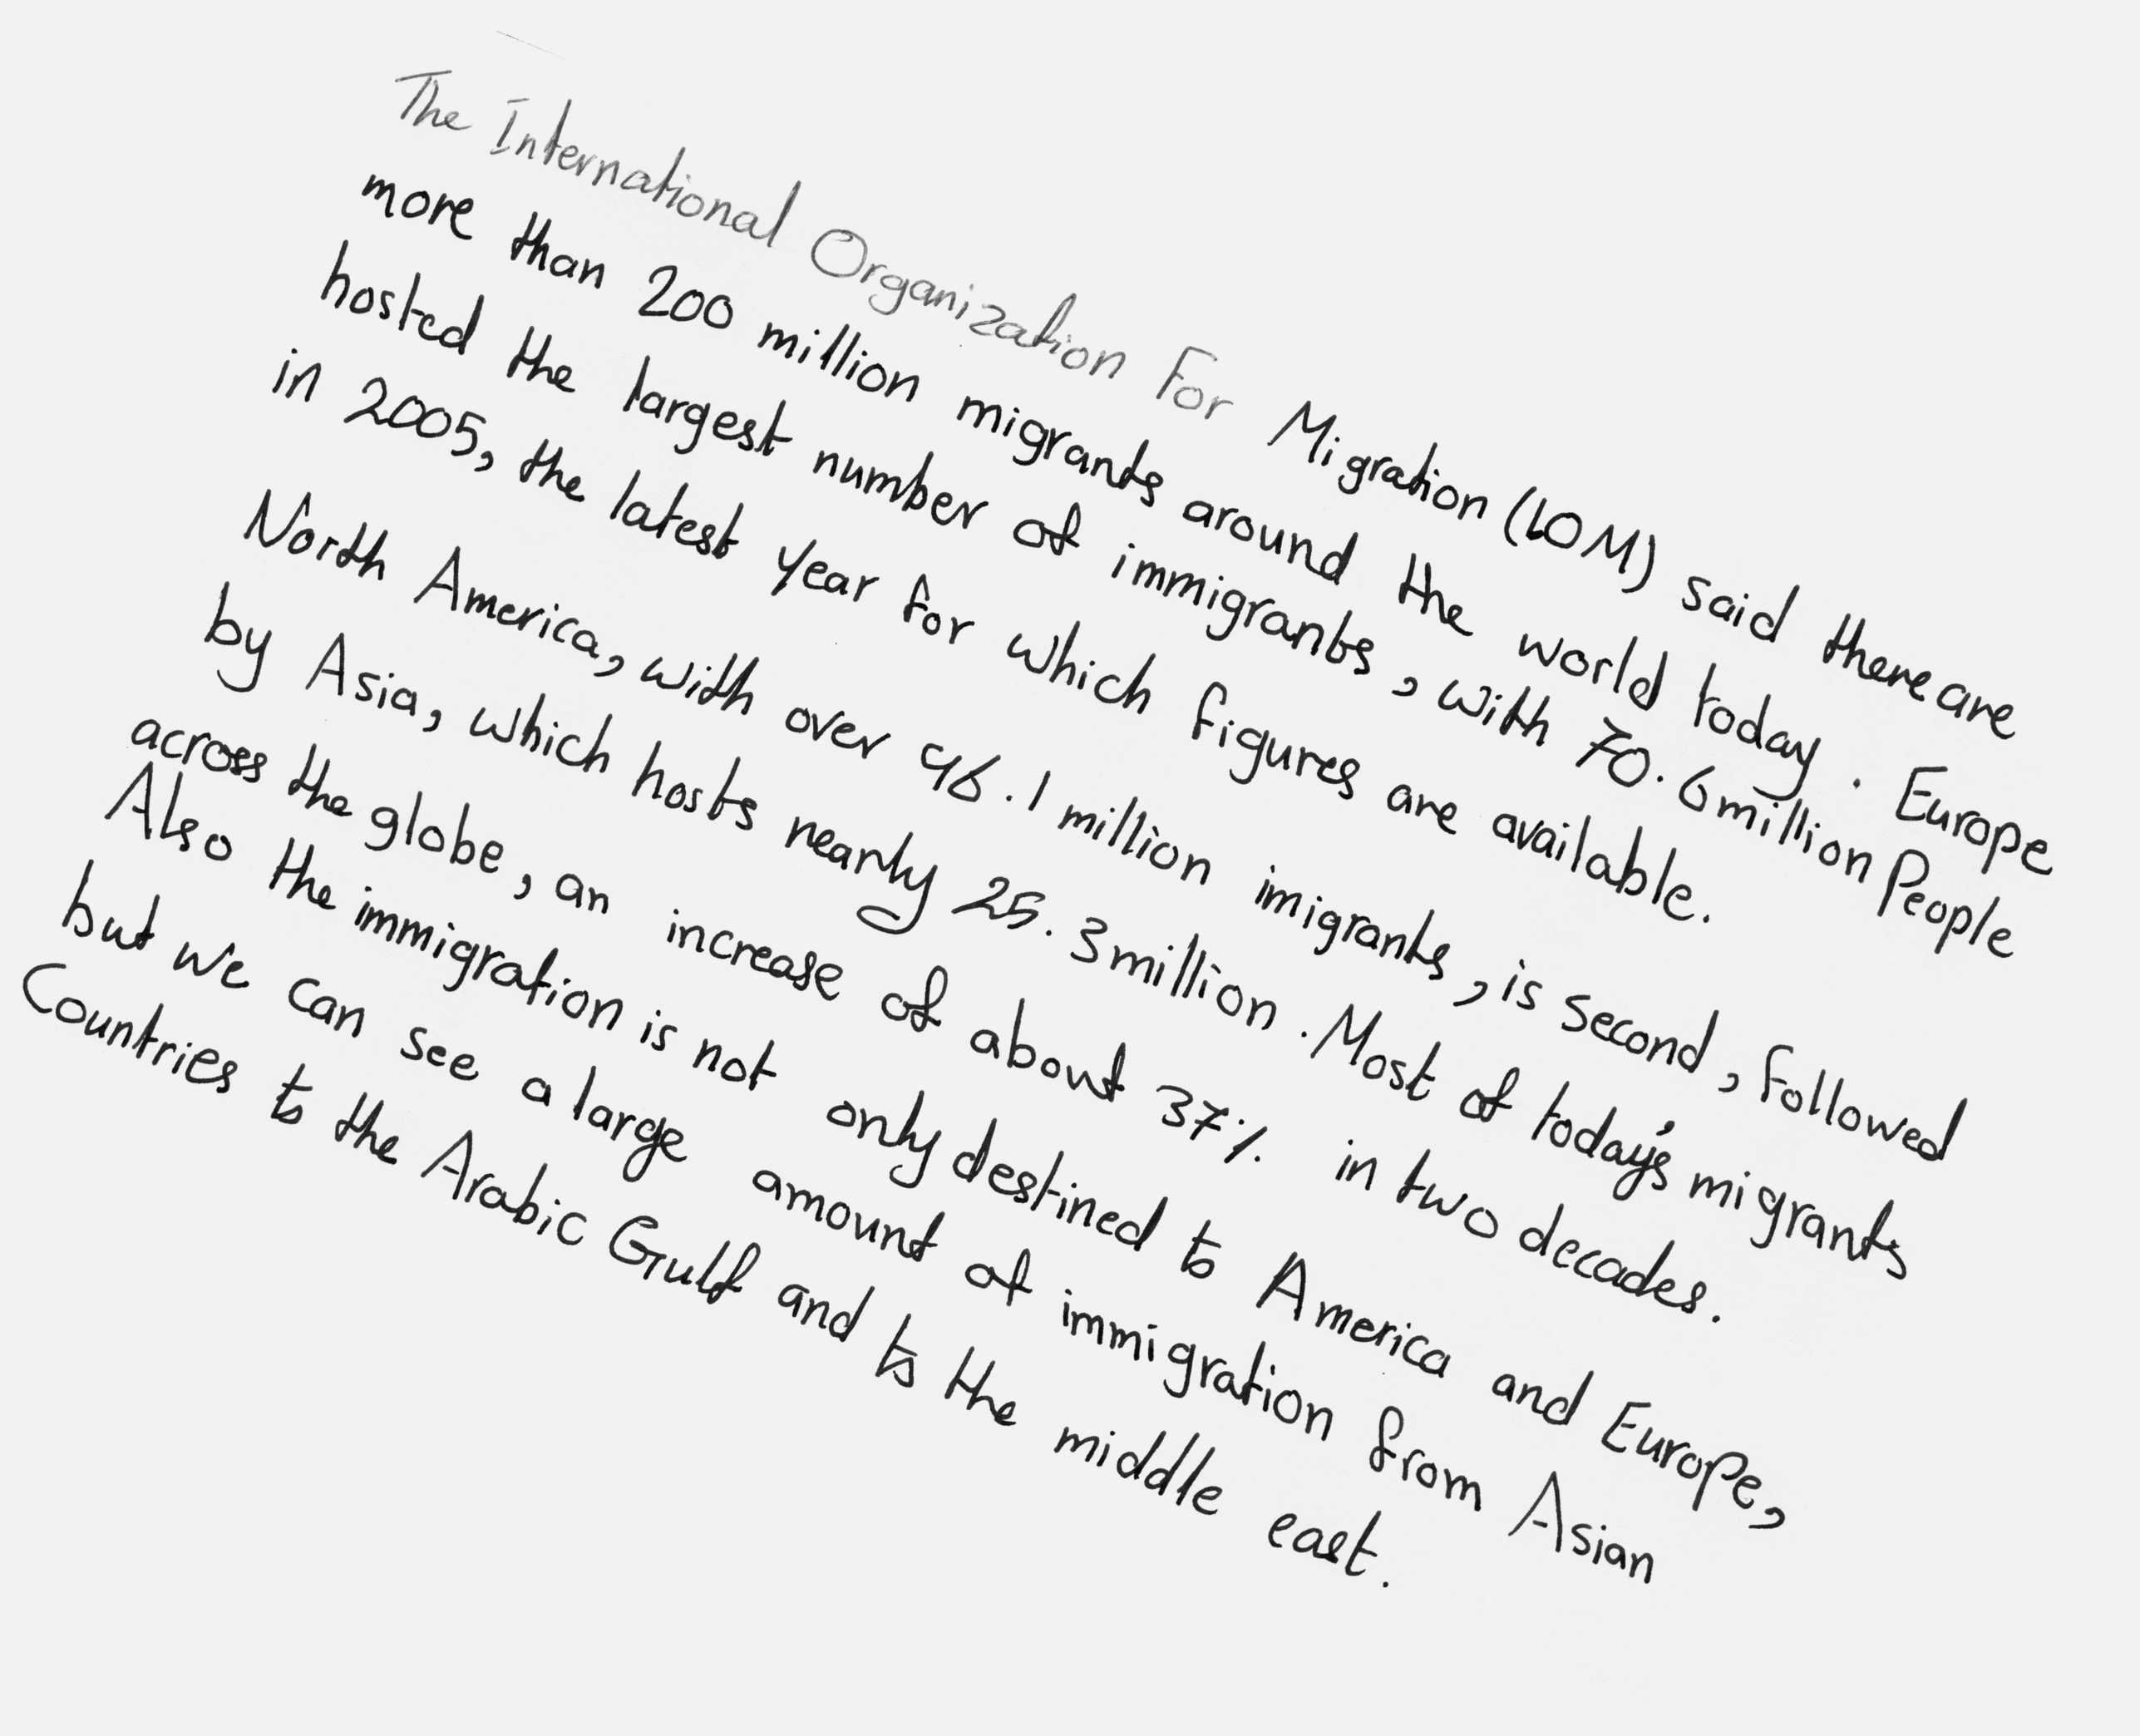 The International Organization For Migration (IOM) said there are
more than 200 million migrants around the world today. Europe
hosted the largest number of immigrants, with 70.6 million People
in 2005, the latest year for which figures are available.
North America, with over 46.1 million imigrants, is second, followed
by Asia, which hosts nearly 25.3 million. Most of today's migrants
across the globe, an increase of about 37% in two decades.
Also the immigration is not only destined to America and Europe,
but we can see a large amount of immigration from Asian
Countries to the Arabic Gulf and to the middle east.